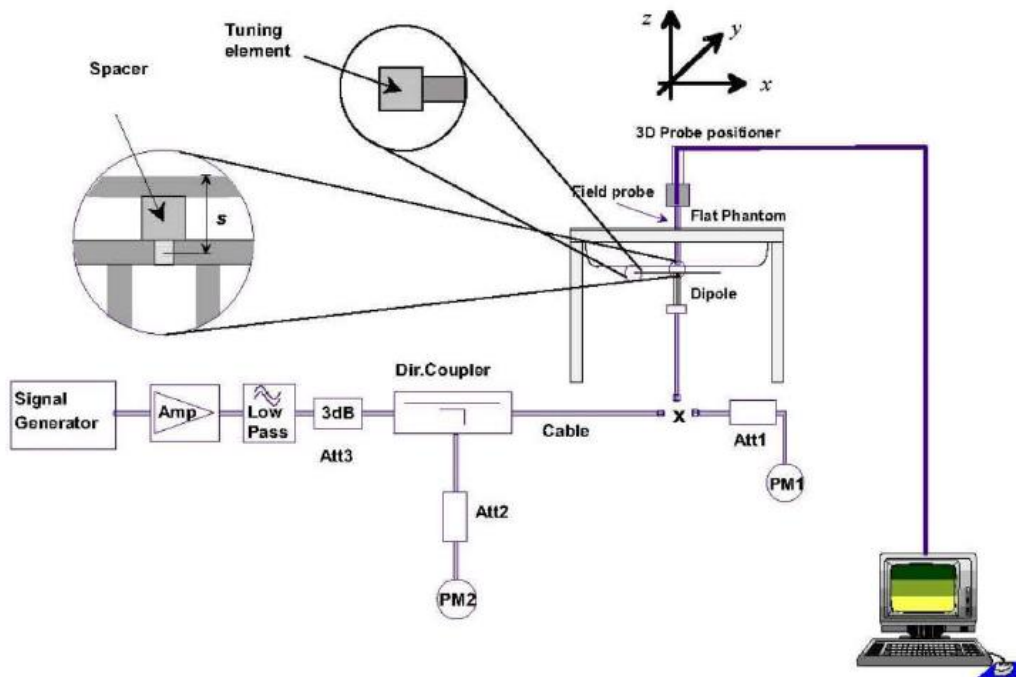 Tuning
element
Spacer
s
z
y
x
3D Probe positioner
Field probe
Flat Phantom
Dipole
Signal
Generator
Amp
Low
Pass
3dB
Att3
Dir.Coupler
Cable
x
Att1
PM1
Att2
PM2